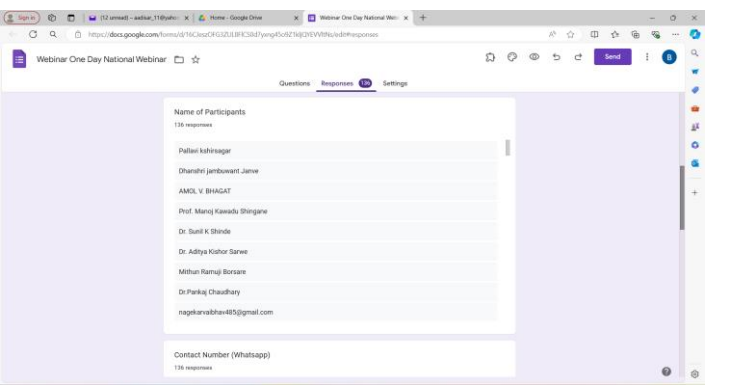 Sign in
(12 unread) - aedikar_11@yahoo
Home - Google Drive
Webinar One Day National Web
https://docs.google.com/forms/d/
Webinar One Day National Webinar
Send
B
Questions Responses 136 Settings
Name of Participants
136 responses
Pallavi kshirsagar
Dhanshri jambuwant Janve
AMOL V. BHAGAT
Prof. Manoj Kawadu Shingane
Dr. Sunil K Shinde
Dr. Aditya Kishor Sarwe
Mithun Ramuji Borsare
Dr.Pankaj Chaudhary
nagekarvaibhav485@gmail.com
Contact Number (Whatsapp)
136 responses